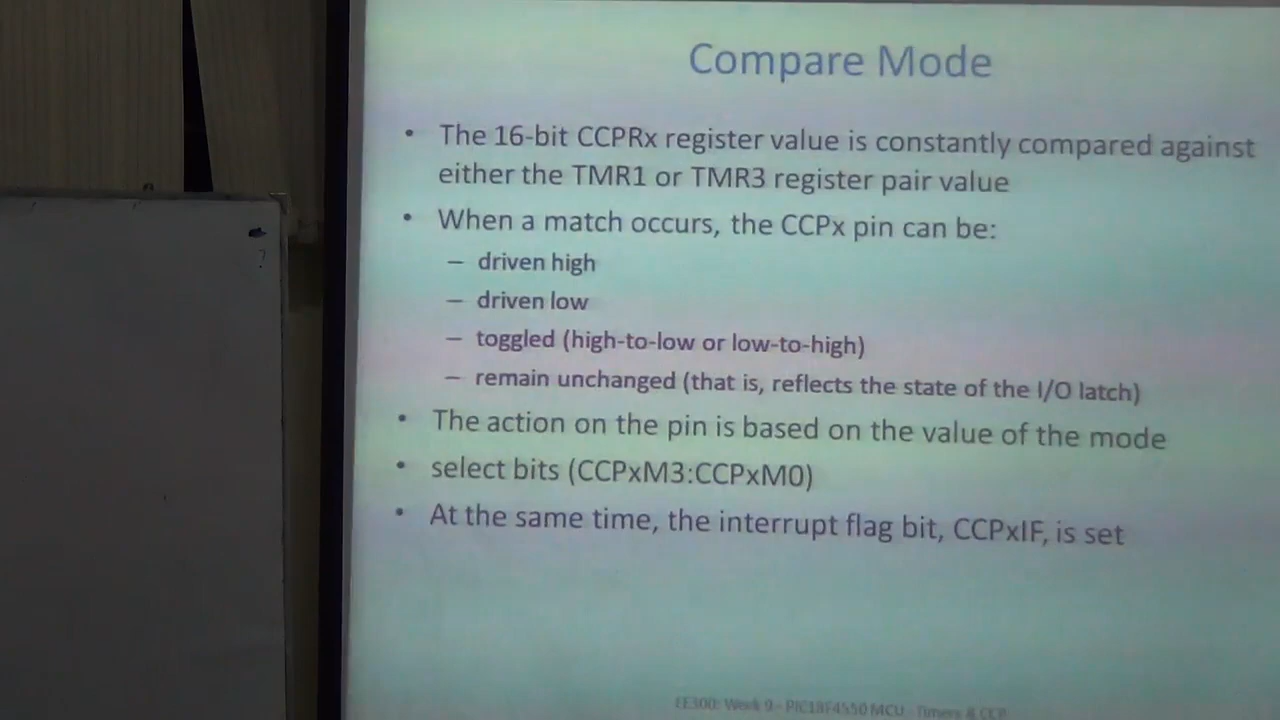 Compare Mode
• The 16-bit CCPRx register value is constantly compared against
either the TMR1 or TMR3 register pair value
• When a match occurs, the CCPx pin can be:
– driven high
– driven low
– toggled (high-to-low or low-to-high)
– remain unchanged (that is, reflects the state of the I/O latch)
• The action on the pin is based on the value of the mode
• select bits (CCPxM3:CCPxM0)
• At the same time, the interrupt flag bit, CCPxIF, is set
EE300: Week 9 - PIC18F4550 MCU - Timers & CCP